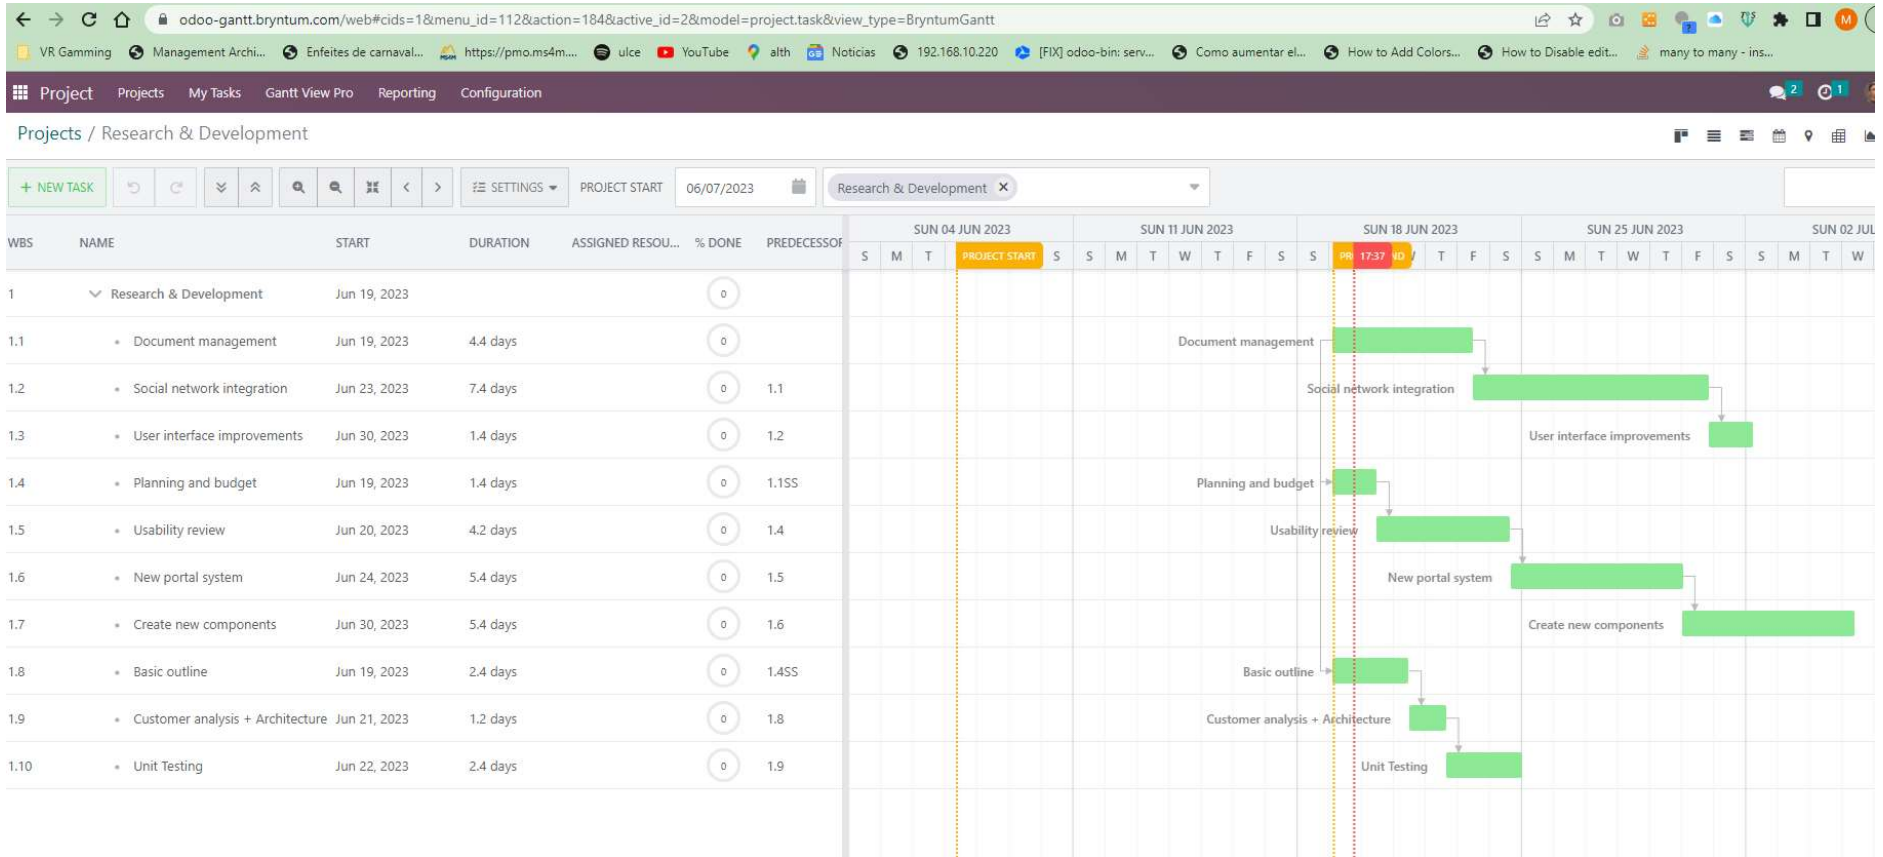 odoo-gantt.bryntum.com/web#cids=1&menu_id=112&action=184&active_id=2&model=project.task&view_type=BryntumGantt
VR Gamming Management Archi... Enfeites de carnaval... https://pmo.ms4m.... ulce YouTube alth Noticias 192.168.10.220 [FIX] odoo-bin: serv... Como aumentar el... How to Add Colors... How to Disable edit... many to many - ins...
Project Projects My Tasks Gantt View Pro Reporting Configuration 2 1
Projects / Research & Development
+ NEW TASK SETTINGS PROJECT START 06/07/2023 Research & Development ×
WBS NAME START DURATION ASSIGNED RESOU... % DONE PREDECESSOR
SUN 04 JUN 2023 SUN 11 JUN 2023 SUN 18 JUN 2023 SUN 25 JUN 2023 SUN 02 JUL
S M T PROJECT START S S M T W T F S S PR 17:37 ND T F S S M T W T F S S M T W
1 Research & Development Jun 19, 2023 0
1.1 Document management Jun 19, 2023 4.4 days 0 Document management
1.2 Social network integration Jun 23, 2023 7.4 days 0 1.1 Social network integration
1.3 User interface improvements Jun 30, 2023 1.4 days 0 1.2 User interface improvements
1.4 Planning and budget Jun 19, 2023 1.4 days 0 1.1SS Planning and budget
1.5 Usability review Jun 20, 2023 4.2 days 0 1.4 Usability review
1.6 New portal system Jun 24, 2023 5.4 days 0 1.5 New portal system
1.7 Create new components Jun 30, 2023 5.4 days 0 1.6 Create new components
1.8 Basic outline Jun 19, 2023 2.4 days 0 1.4SS Basic outline
1.9 Customer analysis + Architecture Jun 21, 2023 1.2 days 0 1.8 Customer analysis + Architecture
1.10 Unit Testing Jun 22, 2023 2.4 days 0 1.9 Unit Testing